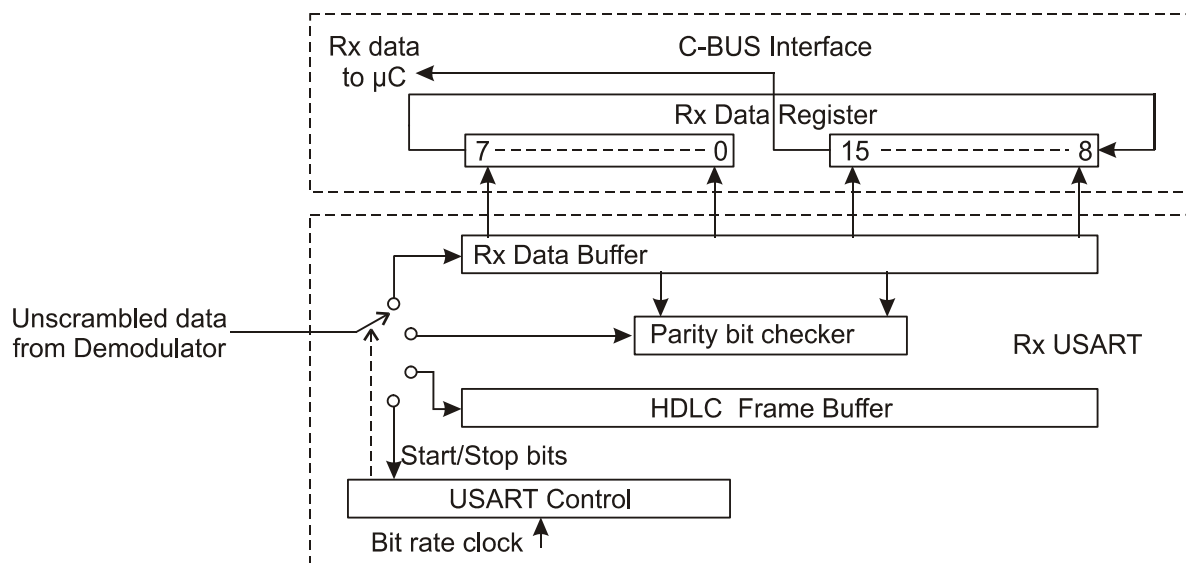 Rx data
to µC
C-BUS Interface
Rx Data Register
7 0 15 8
Rx Data Buffer
Unscrambled data
from Demodulator
Parity bit checker
Rx USART
HDLC Frame Buffer
Start/Stop bits
USART Control
Bit rate clock